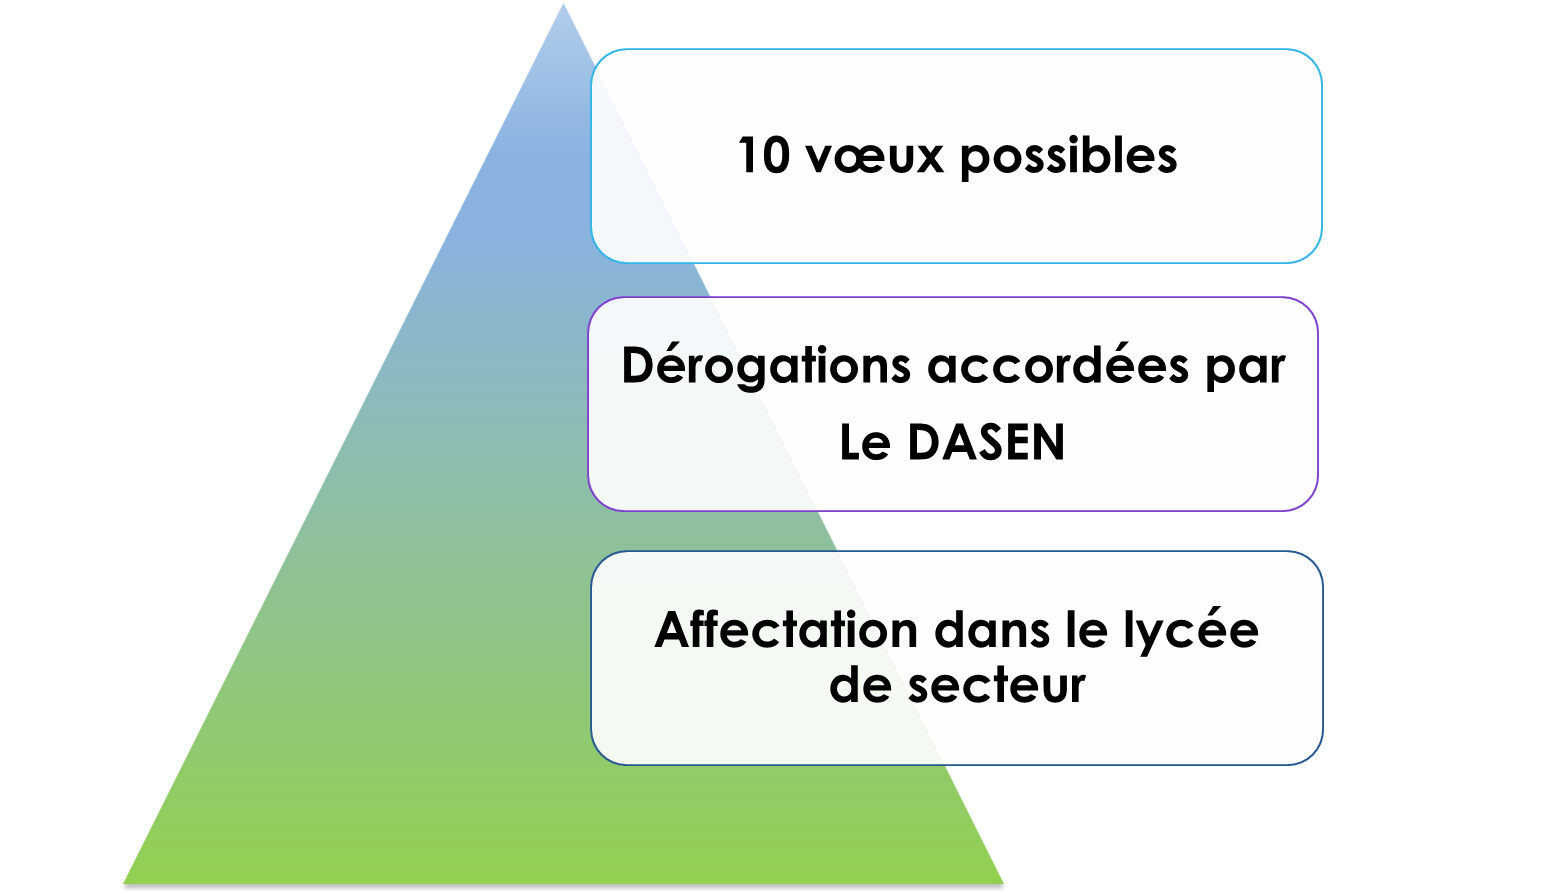 10 vœux possibles
Dérogations accordées par
Le DASEN
Affectation dans le lycée
de secteur